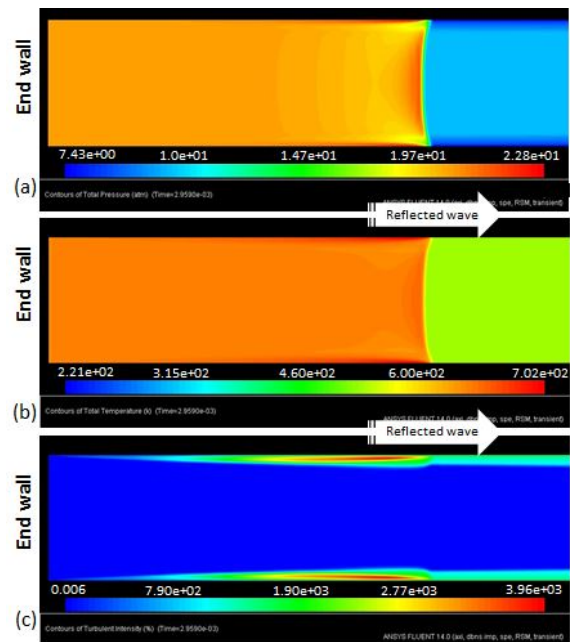 End wall
7.43e+00 1.0e+01 1.47e+01 1.97e+01 2.28e+01
(a)
Contours of Total Pressure (atm) (Time=2.9590e-03)
ANSYS FLUENT 14.0 (axi, dbns imp, spe, RSM, transient)
Reflected wave
End wall
2.21e+02 3.15e+02 4.60e+02 6.00e+02 7.02e+02
(b)
Contours of Total Temperature (k) (Time=2.9590e-03)
ANSYS FLUENT 14.0 (axi, dbns imp, spe, RSM, transient)
Reflected wave
End wall
0.006 7.90e+02 1.90e+03 2.77e+03 3.96e+03
(c)
Contours of Turbulent Intensity (%) (Time=2.9590e-03)
ANSYS FLUENT 14.0 (axi, dbns imp, spe, RSM, transient)